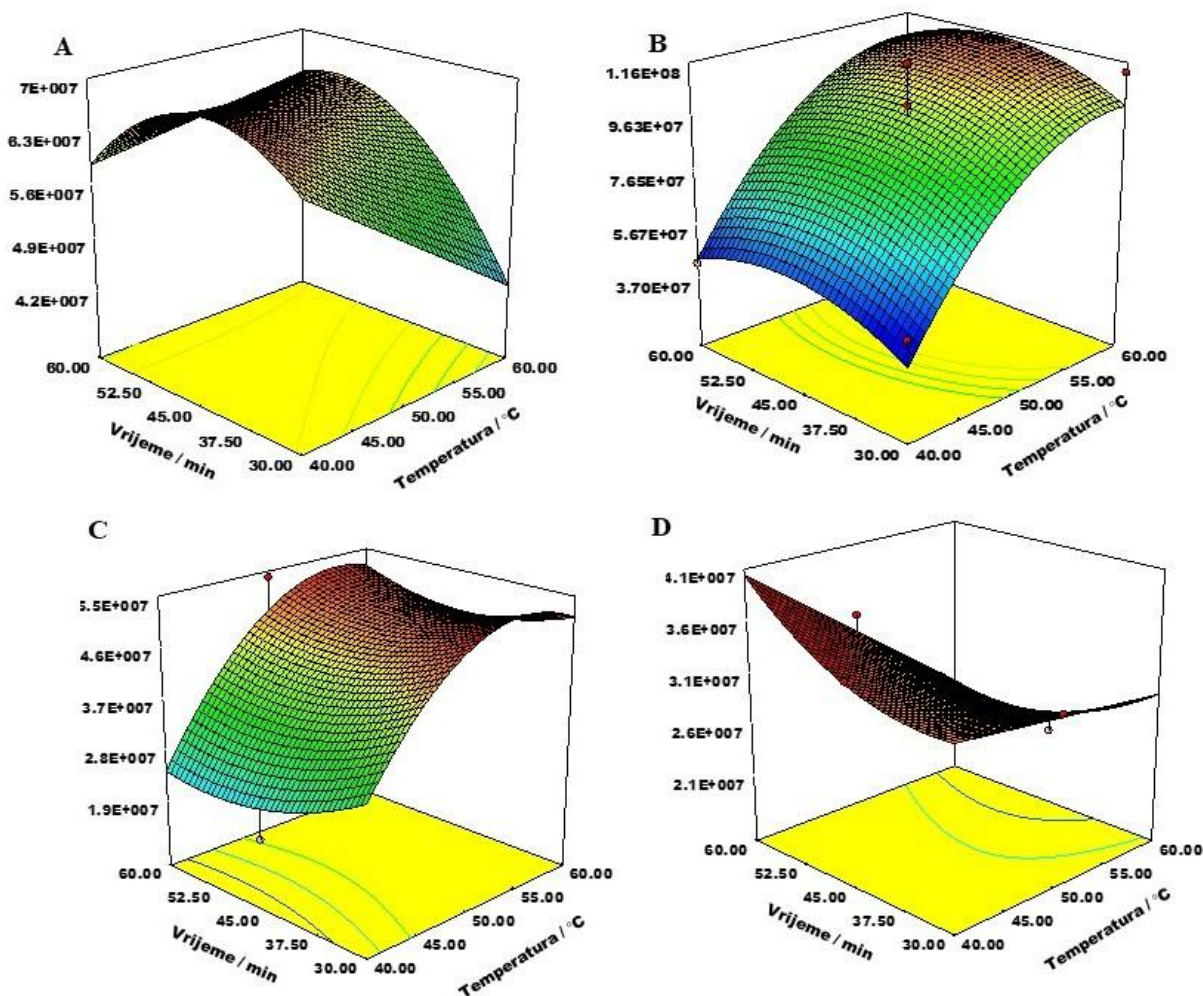 A
7E+007
6.3E+007
5.6E+007
4.9E+007
4.2E+007
60.00
52.50
45.00
37.50
30.00
40.00
45.00
50.00
55.00
60.00
Vrijeme / min
Temperatura / °C
B
1.16E+08
9.63E+07
7.65E+07
5.67E+07
3.70E+07
60.00
52.50
45.00
37.50
30.00
40.00
45.00
50.00
55.00
60.00
Vrijeme / min
Temperatura / °C
C
5.5E+007
4.6E+007
3.7E+007
2.8E+007
1.9E+007
60.00
52.50
45.00
37.50
30.00
40.00
45.00
50.00
55.00
60.00
Vrijeme / min
Temperatura / °C
D
4.1E+007
3.6E+007
3.1E+007
2.6E+007
2.1E+007
60.00
52.50
45.00
37.50
30.00
40.00
45.00
50.00
55.00
60.00
Vrijeme / min
Temperatura / °C